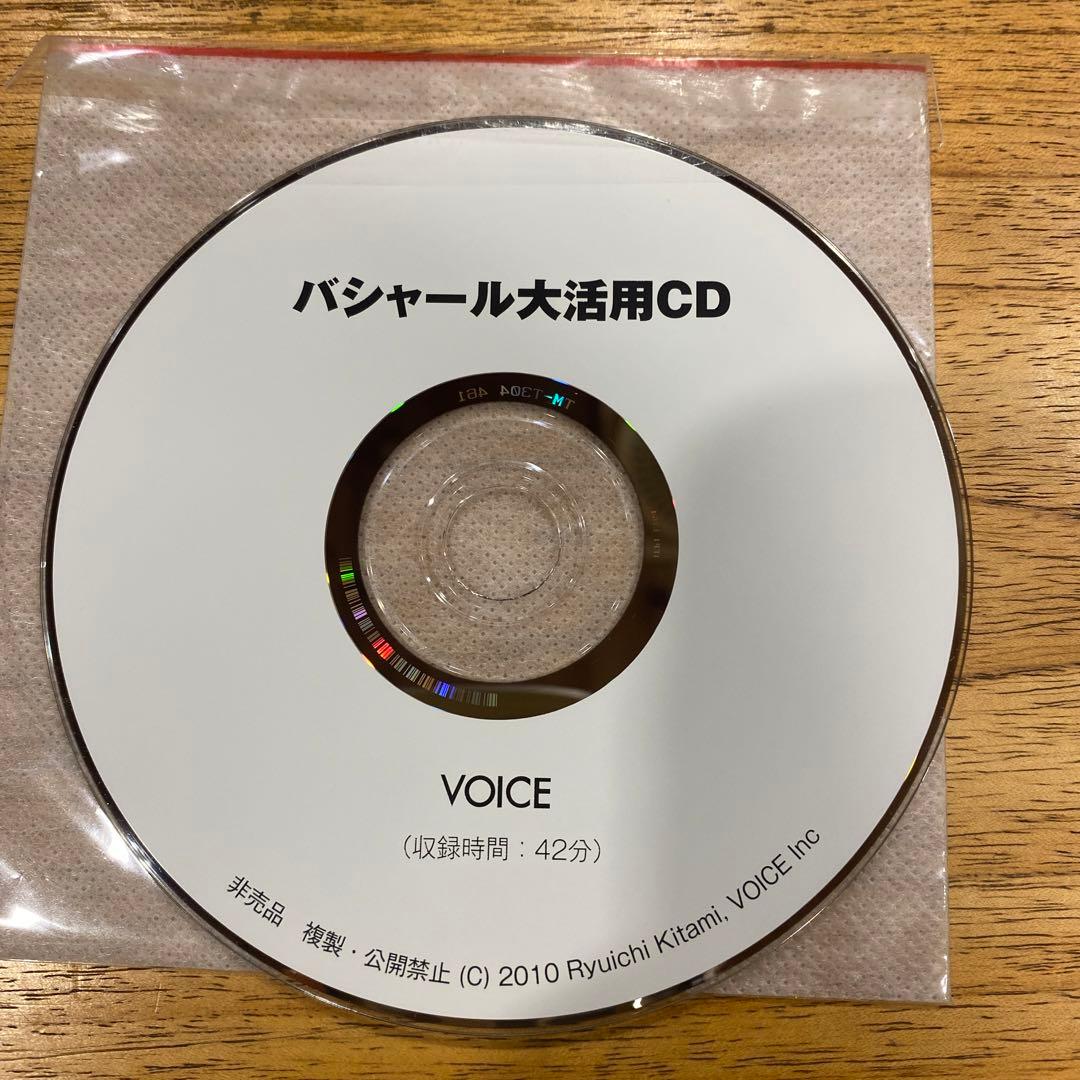 バシャール大活用CD
TM-T304 461
VOICE
(収録時間：42分)
非売品 複製・公開禁止 (C) 2010 Ryuichi Kitami, VOICE Inc